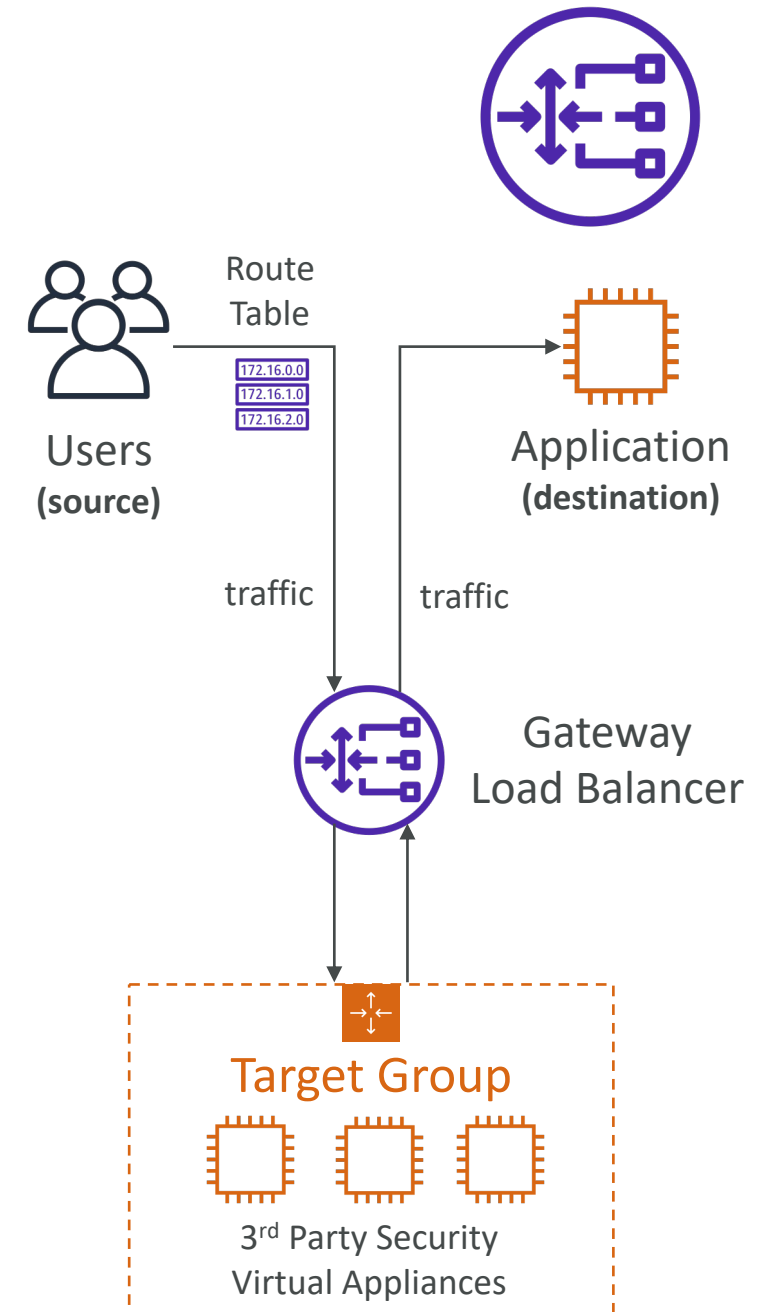 Route
Table
172.16.0.0
172.16.1.0
172.16.2.0
Users
(source)
Application
(destination)
traffic
traffic
Gateway
Load Balancer
Target Group
3rd Party Security
Virtual Appliances